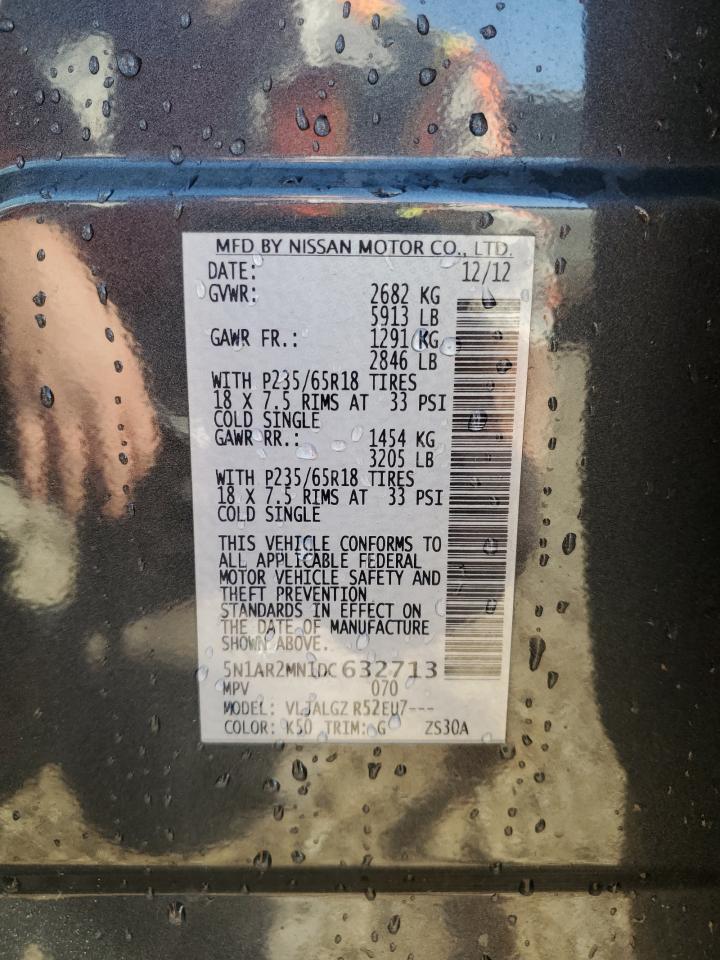 MFD BY NISSAN MOTOR CO., LTD.
DATE: 12/12
GVWR: 2682 KG
5913 LB
GAWR FR.: 1291 KG
2846 LB
WITH P235/65R18 TIRES
18 X 7.5 RIMS AT 33 PSI
COLD SINGLE
GAWR RR.: 1454 KG
3205 LB
WITH P235/65R18 TIRES
18 X 7.5 RIMS AT 33 PSI
COLD SINGLE
THIS VEHICLE CONFORMS TO
ALL APPLICABLE FEDERAL
MOTOR VEHICLE SAFETY AND
THEFT PREVENTION
STANDARDS IN EFFECT ON
THE DATE OF MANUFACTURE
SHOWN ABOVE.
5N1AR2MN1DC632713
MPV 070
MODEL: VLJALGZ R52EU7---
COLOR: K50 TRIM: G ZS30A